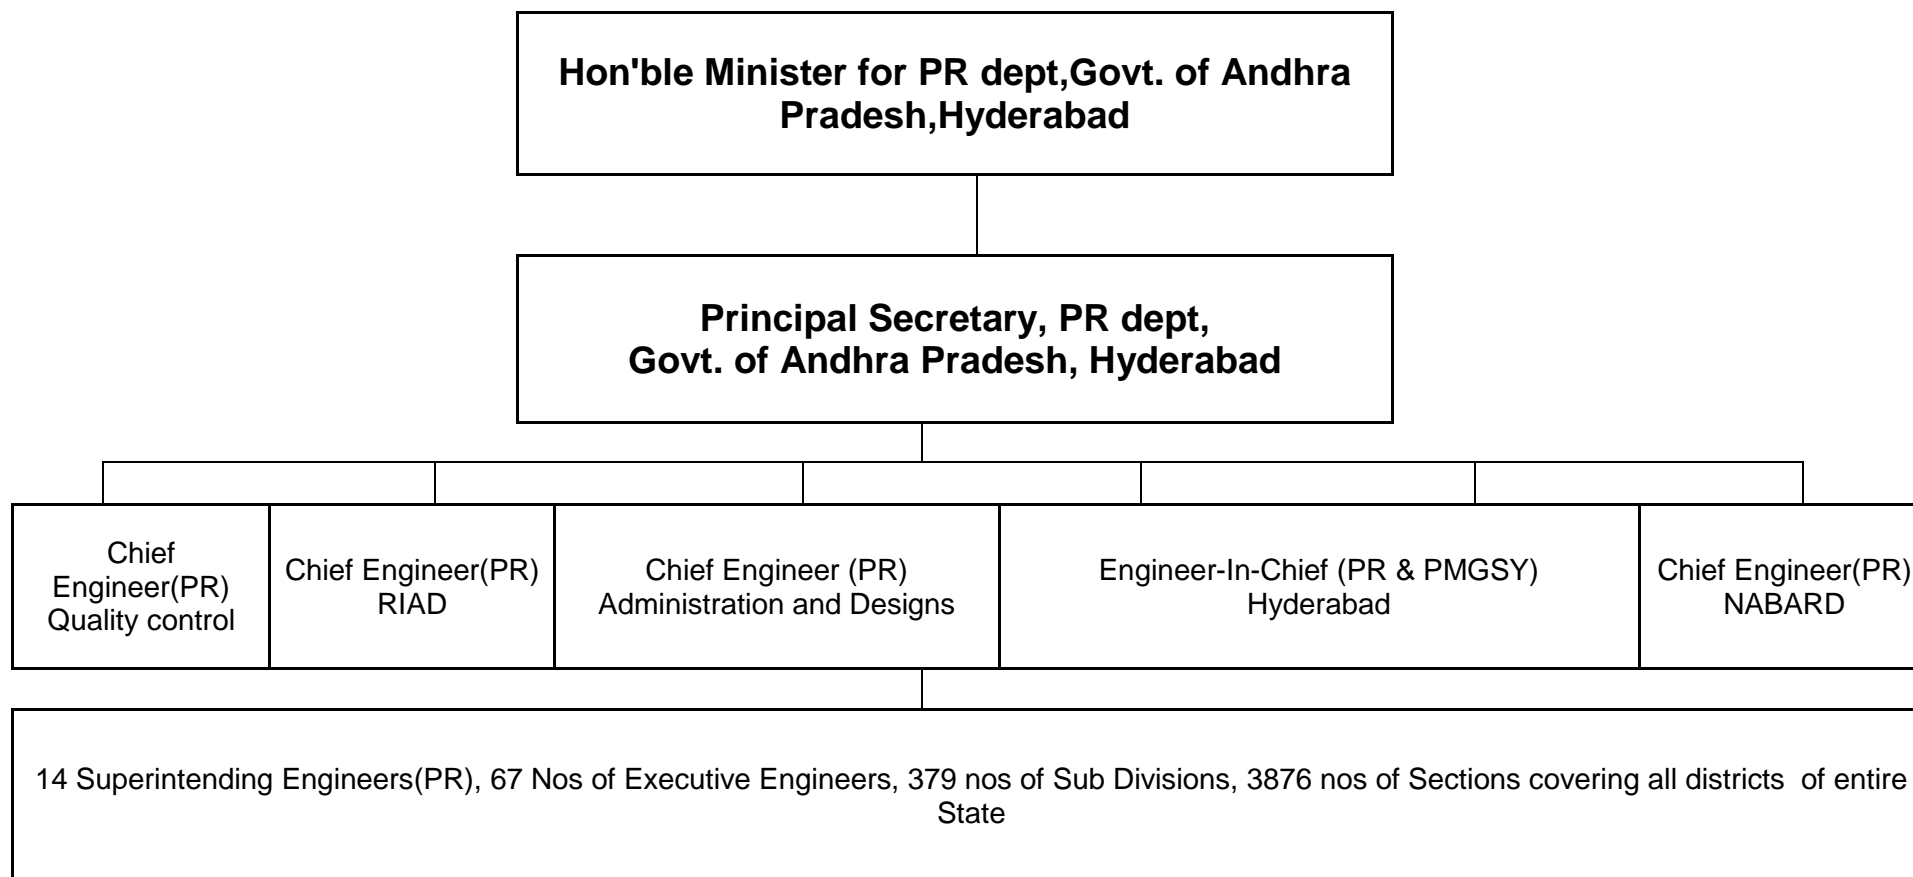 Hon'ble Minister for PR dept,Govt. of Andhra
Pradesh,Hyderabad
Principal Secretary, PR dept,
Govt. of Andhra Pradesh, Hyderabad
Chief
Engineer(PR)
Quality control
Chief Engineer(PR)
RIAD
Chief Engineer (PR)
Administration and Designs
Engineer-In-Chief (PR & PMGSY)
Hyderabad
Chief Engineer(PR)
NABARD
14 Superintending Engineers(PR), 67 Nos of Executive Engineers, 379 nos of Sub Divisions, 3876 nos of Sections covering all districts  of entire
State